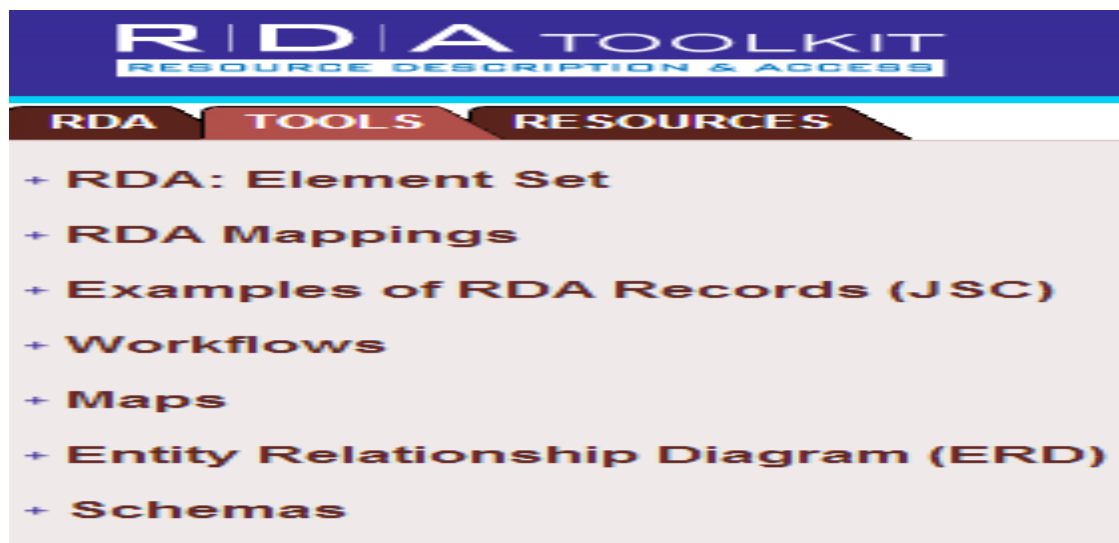 R|D|A TOOLKIT
RESOURCE DESCRIPTION & ACCESS
RDA TOOLS RESOURCES
+ RDA: Element Set
+ RDA Mappings
+ Examples of RDA Records (JSC)
+ Workflows
+ Maps
+ Entity Relationship Diagram (ERD)
+ Schemas